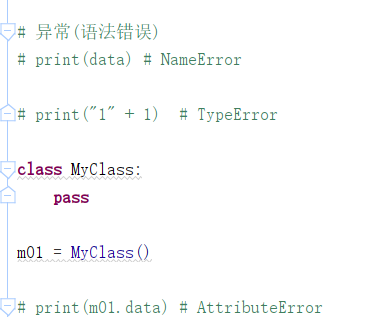 # 异常(语法错误)
# print(data) # NameError
# print("1" + 1)  # TypeError
class MyClass:
    pass
m01 = MyClass()
# print(m01.data) # AttributeError